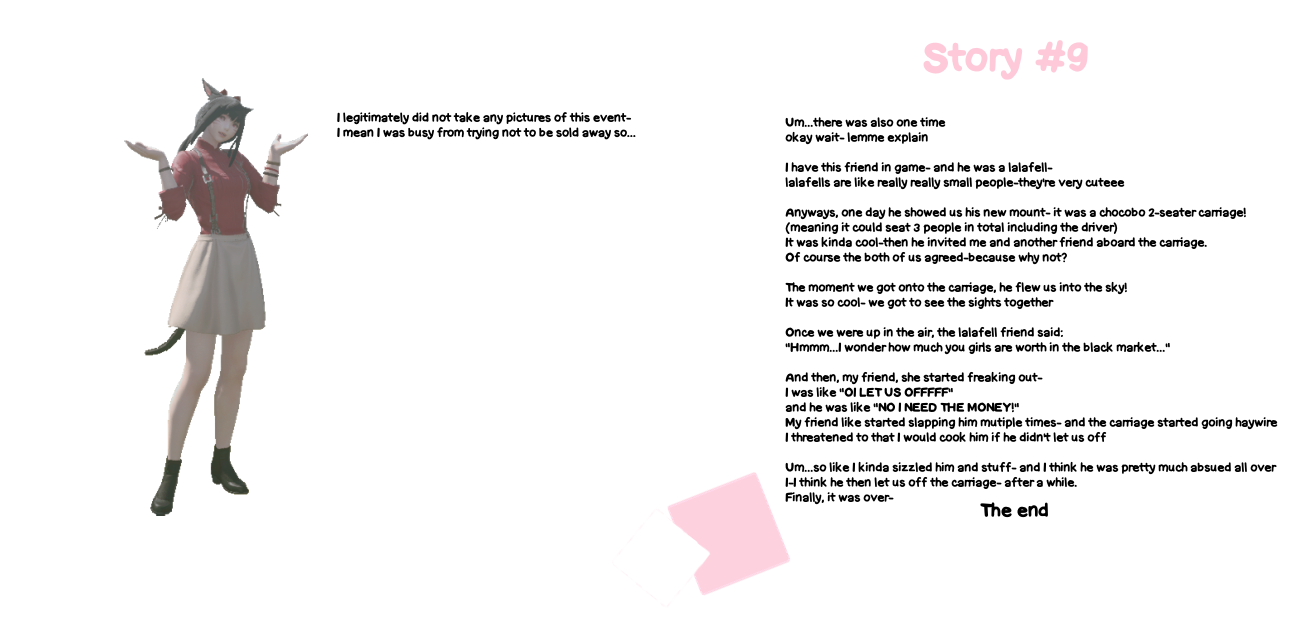 I legitimately did not take any pictures of this event-
I mean I was busy from trying not to be sold away so...
Story #9
Um...there was also one time
okay wait- lemme explain
I have this friend in game- and he was a lalafell-
lalafells are like really really small people-they're very cuteee
Anyways, one day he showed us his new mount- it was a chocobo 2-seater carriage!
(meaning it could seat 3 people in total including the driver)
It was kinda cool-then he invited me and another friend aboard the carriage.
Of course the both of us agreed-because why not?
The moment we got onto the carriage, he flew us into the sky!
It was so cool- we got to see the sights together
Once we were up in the air, the lalafell friend said:
"Hmmm...I wonder how much you girls are worth in the black market..."
And then, my friend, she started freaking out-
I was like "OI LET US OFFFFF"
and he was like "NO I NEED THE MONEY!"
My friend like started slapping him mutiple times- and the carriage started going haywire
I threatened to that I would cook him if he didn't let us off
Um...so like I kinda sizzled him and stuff- and I think he was pretty much absued all over
I-I think he then let us off the carriage- after a while.
Finally, it was over-
The end